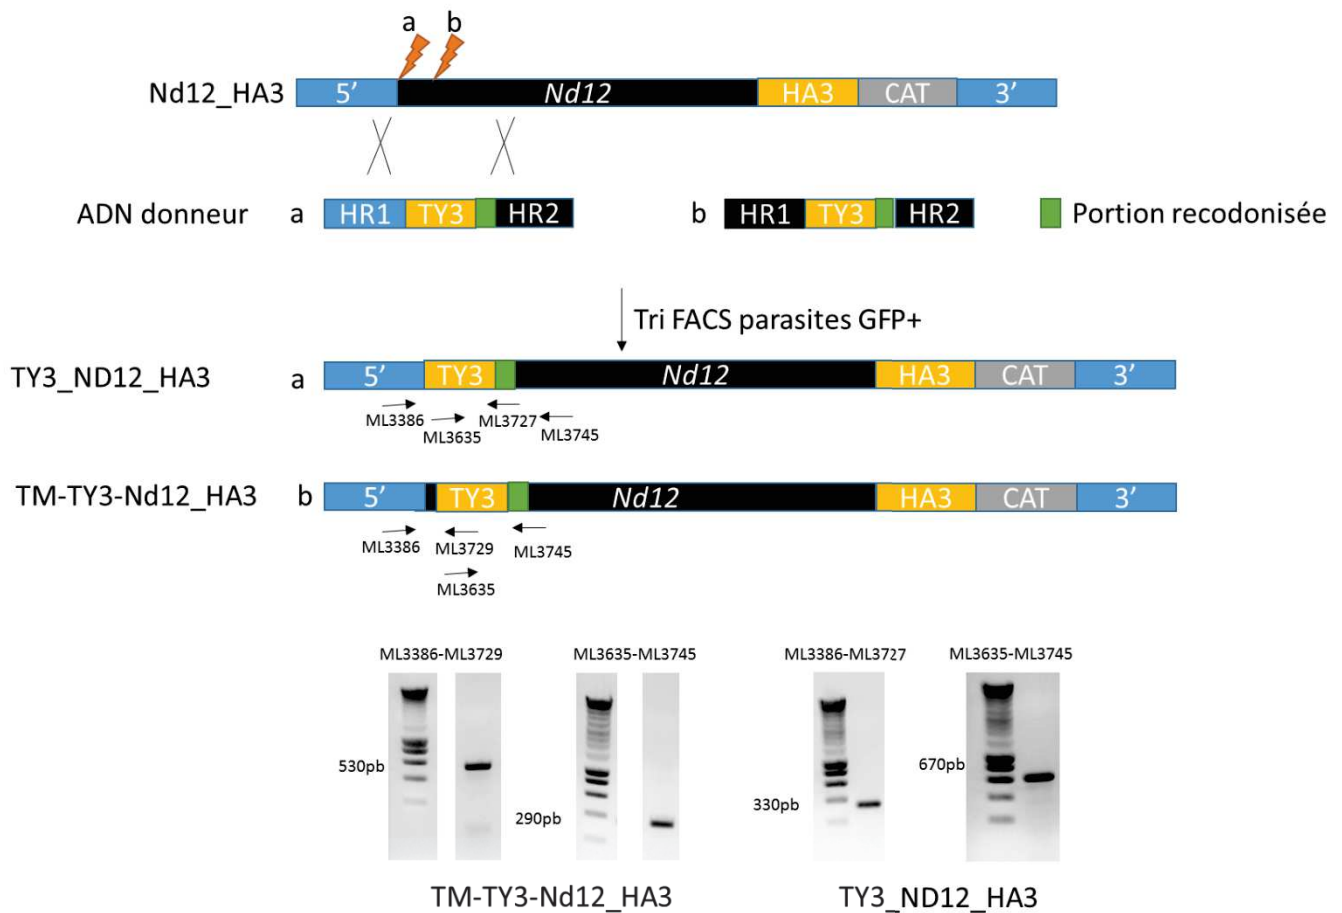 a b
Nd12_HA3 5' Nd12 HA3 CAT 3'
ADN donneur a HR1 TY3 HR2 b HR1 TY3 HR2 Portion recodonisée
Tri FACS parasites GFP+
TY3_ND12_HA3 a 5' TY3 Nd12 HA3 CAT 3'
ML3386 ML3635 ML3727 ML3745
TM-TY3-Nd12_HA3 b 5' TY3 Nd12 HA3 CAT 3'
ML3386 ML3729 ML3745
ML3635
ML3386-ML3729 ML3635-ML3745 ML3386-ML3727 ML3635-ML3745
530pb 290pb 330pb 670pb
TM-TY3-Nd12_HA3 TY3_ND12_HA3